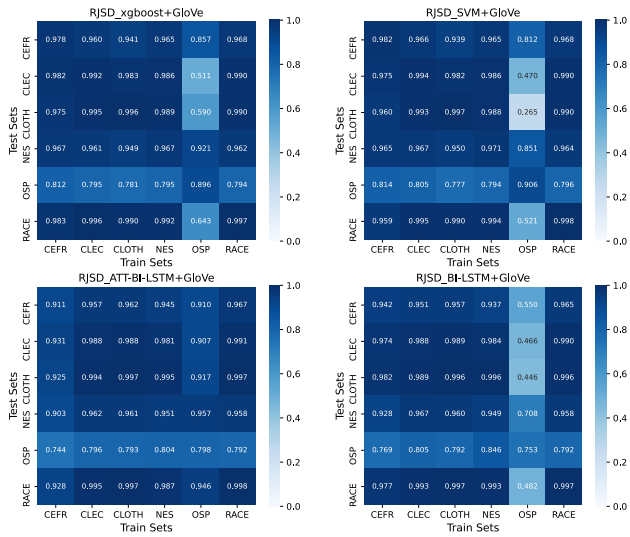 RJSD_xgboost+GloVe
CEFR 0.978 0.960 0.941 0.965 0.857 0.968
CLEC 0.982 0.992 0.983 0.986 0.511 0.990
CLOTH 0.975 0.995 0.996 0.989 0.590 0.990
NES 0.967 0.961 0.949 0.967 0.921 0.962
OSP 0.812 0.795 0.781 0.795 0.896 0.794
RACE 0.983 0.996 0.990 0.992 0.643 0.997
CEFR CLEC CLOTH NES OSP RACE
Train Sets
Test Sets
1.0
0.8
0.6
0.4
0.2
0.0
RJSD_SVM+GloVe
CEFR 0.982 0.966 0.939 0.965 0.812 0.968
CLEC 0.975 0.994 0.982 0.986 0.470 0.990
CLOTH 0.960 0.993 0.997 0.988 0.265 0.990
NES 0.965 0.967 0.950 0.971 0.851 0.964
OSP 0.814 0.805 0.777 0.794 0.906 0.796
RACE 0.959 0.995 0.990 0.994 0.521 0.998
CEFR CLEC CLOTH NES OSP RACE
Train Sets
Test Sets
1.0
0.8
0.6
0.4
0.2
0.0
RJSD_ATT-BI-LSTM+GloVe
CEFR 0.911 0.957 0.962 0.945 0.910 0.967
CLEC 0.931 0.988 0.988 0.981 0.907 0.991
CLOTH 0.925 0.994 0.997 0.995 0.917 0.997
NES 0.903 0.962 0.961 0.951 0.957 0.958
OSP 0.744 0.796 0.793 0.804 0.798 0.792
RACE 0.928 0.995 0.997 0.987 0.946 0.998
CEFR CLEC CLOTH NES OSP RACE
Train Sets
Test Sets
1.0
0.8
0.6
0.4
0.2
0.0
RJSD_BI-LSTM+GloVe
CEFR 0.942 0.951 0.957 0.937 0.550 0.965
CLEC 0.974 0.988 0.989 0.984 0.466 0.990
CLOTH 0.982 0.989 0.996 0.996 0.446 0.996
NES 0.928 0.967 0.960 0.949 0.708 0.958
OSP 0.769 0.805 0.792 0.846 0.753 0.792
RACE 0.977 0.993 0.997 0.993 0.482 0.997
CEFR CLEC CLOTH NES OSP RACE
Train Sets
Test Sets
1.0
0.8
0.6
0.4
0.2
0.0